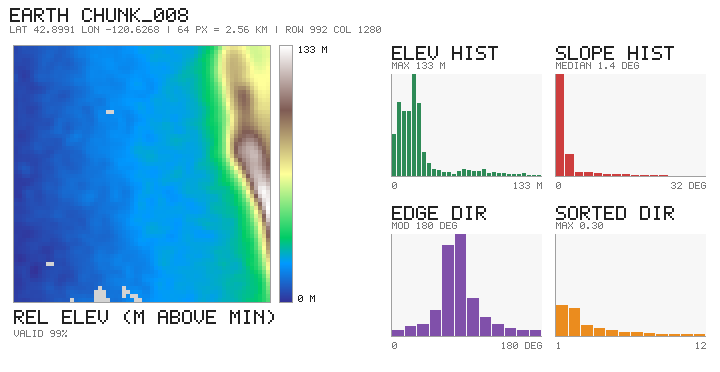 EARTH CHUNK_008
LAT 42.8991 LON -120.6268 | 64 PX = 2.56 KM | ROW 992 COL 1280
133 M
0 M
REL ELEV (M ABOVE MIN)
VALID 99%
ELEV HIST
MAX 133 M
0 133 M
SLOPE HIST
MEDIAN 1.4 DEG
0 32 DEG
EDGE DIR
MOD 180 DEG
0 180 DEG
SORTED DIR
MAX 0.30
1 12